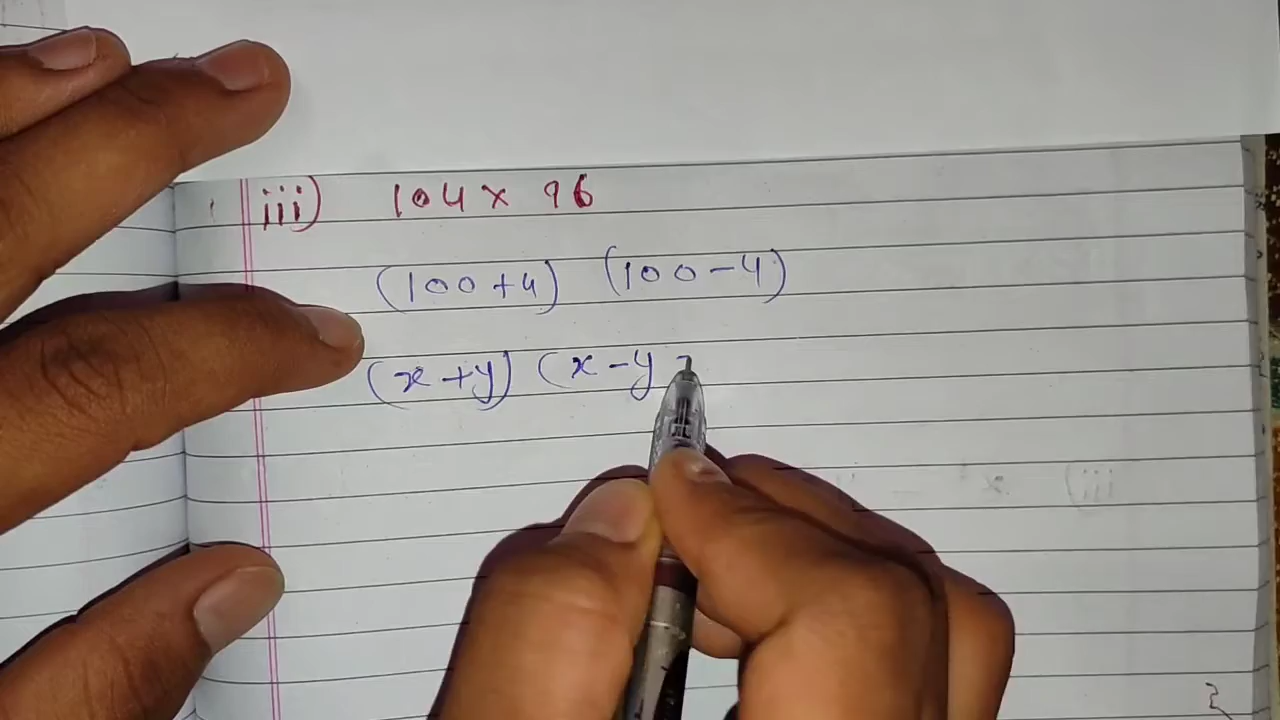 iii) 104 × 96
(100+4) (100-4)
(x+y) (x-y